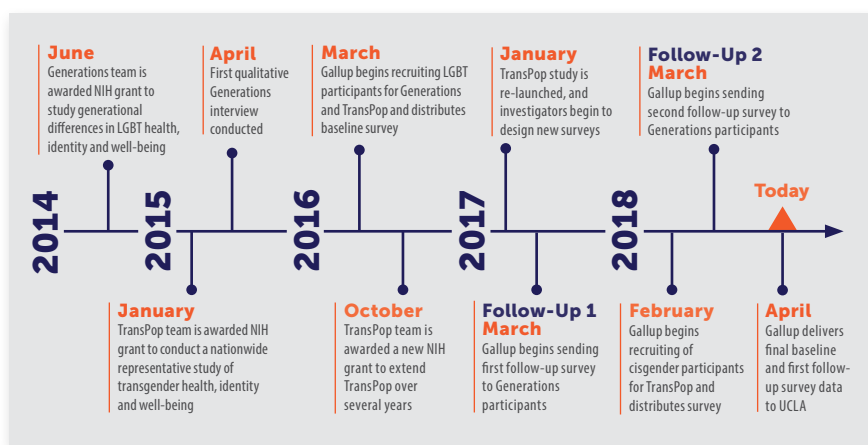 June
Generations team is
awarded NIH grant to
study generational
differences in LGBT health,
identity and well-being
April
First qualitative
Generations
interview
conducted
March
Gallup begins recruiting LGBT
participants for Generations
and TransPop and distributes
baseline survey
January
TransPop study is
re-launched, and
investigators begin to
design new surveys
Follow-Up 2
March
Gallup begins sending
second follow-up survey to
Generations participants
Today
2014
2015
2016
2017
2018
January
TransPop team is awarded NIH
grant to conduct a nationwide
representative study of
transgender health, identity
and well-being
October
TransPop team is
awarded a new NIH
grant to extend
TransPop over
several years
Follow-Up 1
March
Gallup begins sending
first follow-up survey
to Generations
participants
February
Gallup begins
recruiting of
cisgender participants
for TransPop and
distributes survey
April
Gallup delivers
final baseline
and first follow-
up survey data
to UCLA